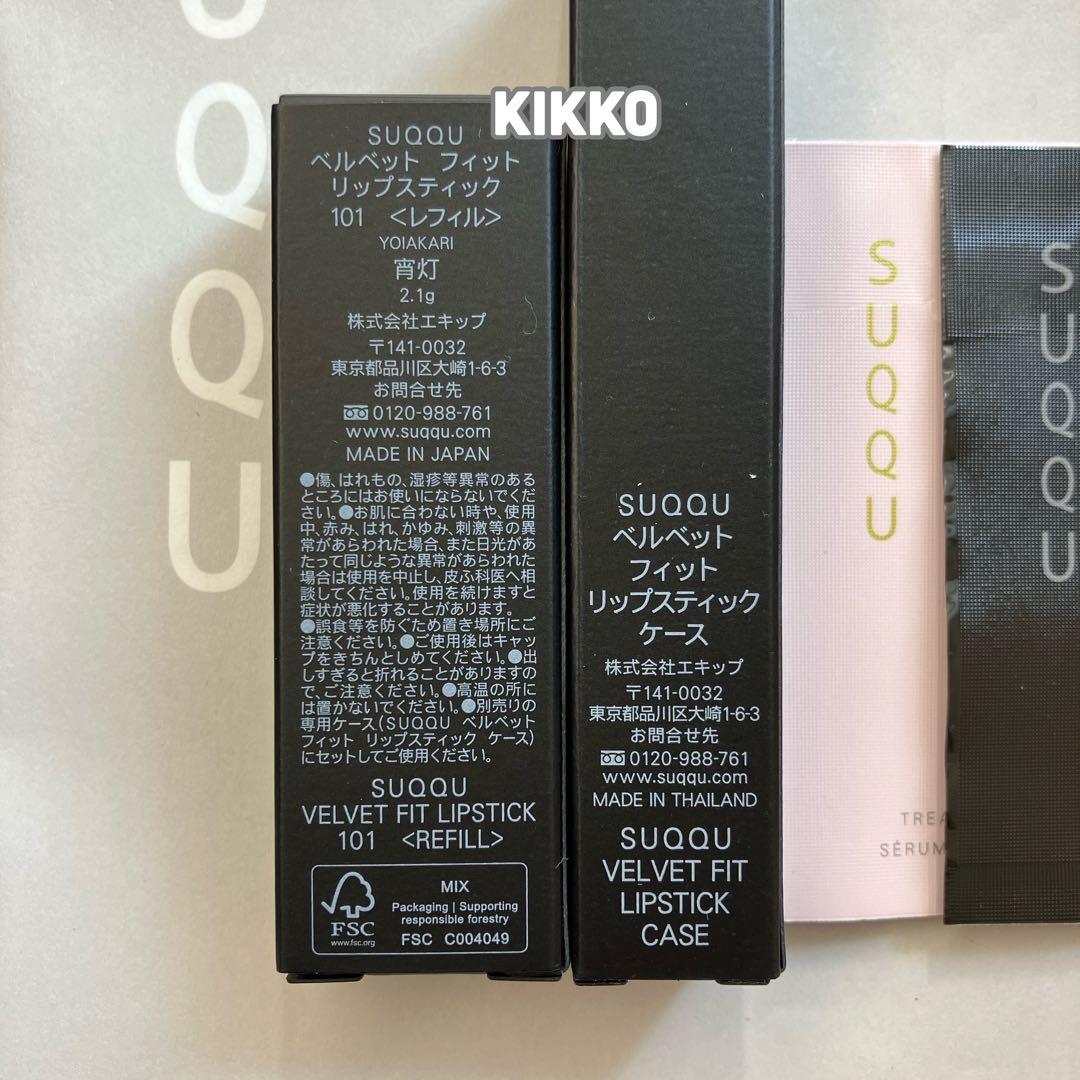 KIKKO
SUQQU
ベルベット フィット
リップスティック
101 <レフィル>
YOIAKARI
宵灯
2.1g
株式会社エキップ
〒141-0032
東京都品川区大崎1-6-3
お問合せ先
0120-988-761
www.suqqu.com
MADE IN JAPAN
●傷、はれもの、湿疹等異常のある
ところにはお使いにならないでくだ
さい。●お肌に合わない時や、使用
中、赤み、はれ、かゆみ、刺激等の異
常があらわれた場合、また日光があ
たって同じような異常があらわれた
場合は使用を中止し、皮ふ科医へ相
談してください。使用を続けますと
症状が悪化することがあります。
●誤食等を防ぐため置き場所にご
注意ください。●ご使用後はキャッ
プをきちんとしめてください。●出
しすぎると折れることがありますの
で、ご注意ください。●高温の所に
は置かないでください。●別売りの
専用ケース(SUQQU ベルベット
フィット リップスティック ケース)
にセットしてご使用ください。
SUQQU
VELVET FIT LIPSTICK
101 <REFILL>
FSC
www.fsc.org
MIX
Packaging | Supporting
responsible forestry
FSC C004049
SUQQU
ベルベット
フィット
リップスティック
ケース
株式会社エキップ
〒141-0032
東京都品川区大崎1-6-3
お問合せ先
0120-988-761
www.suqqu.com
MADE IN THAILAND
SUQQU
VELVET FIT
LIPSTICK
CASE
SUQQU
SÉRUM
SUQQU
UQQU